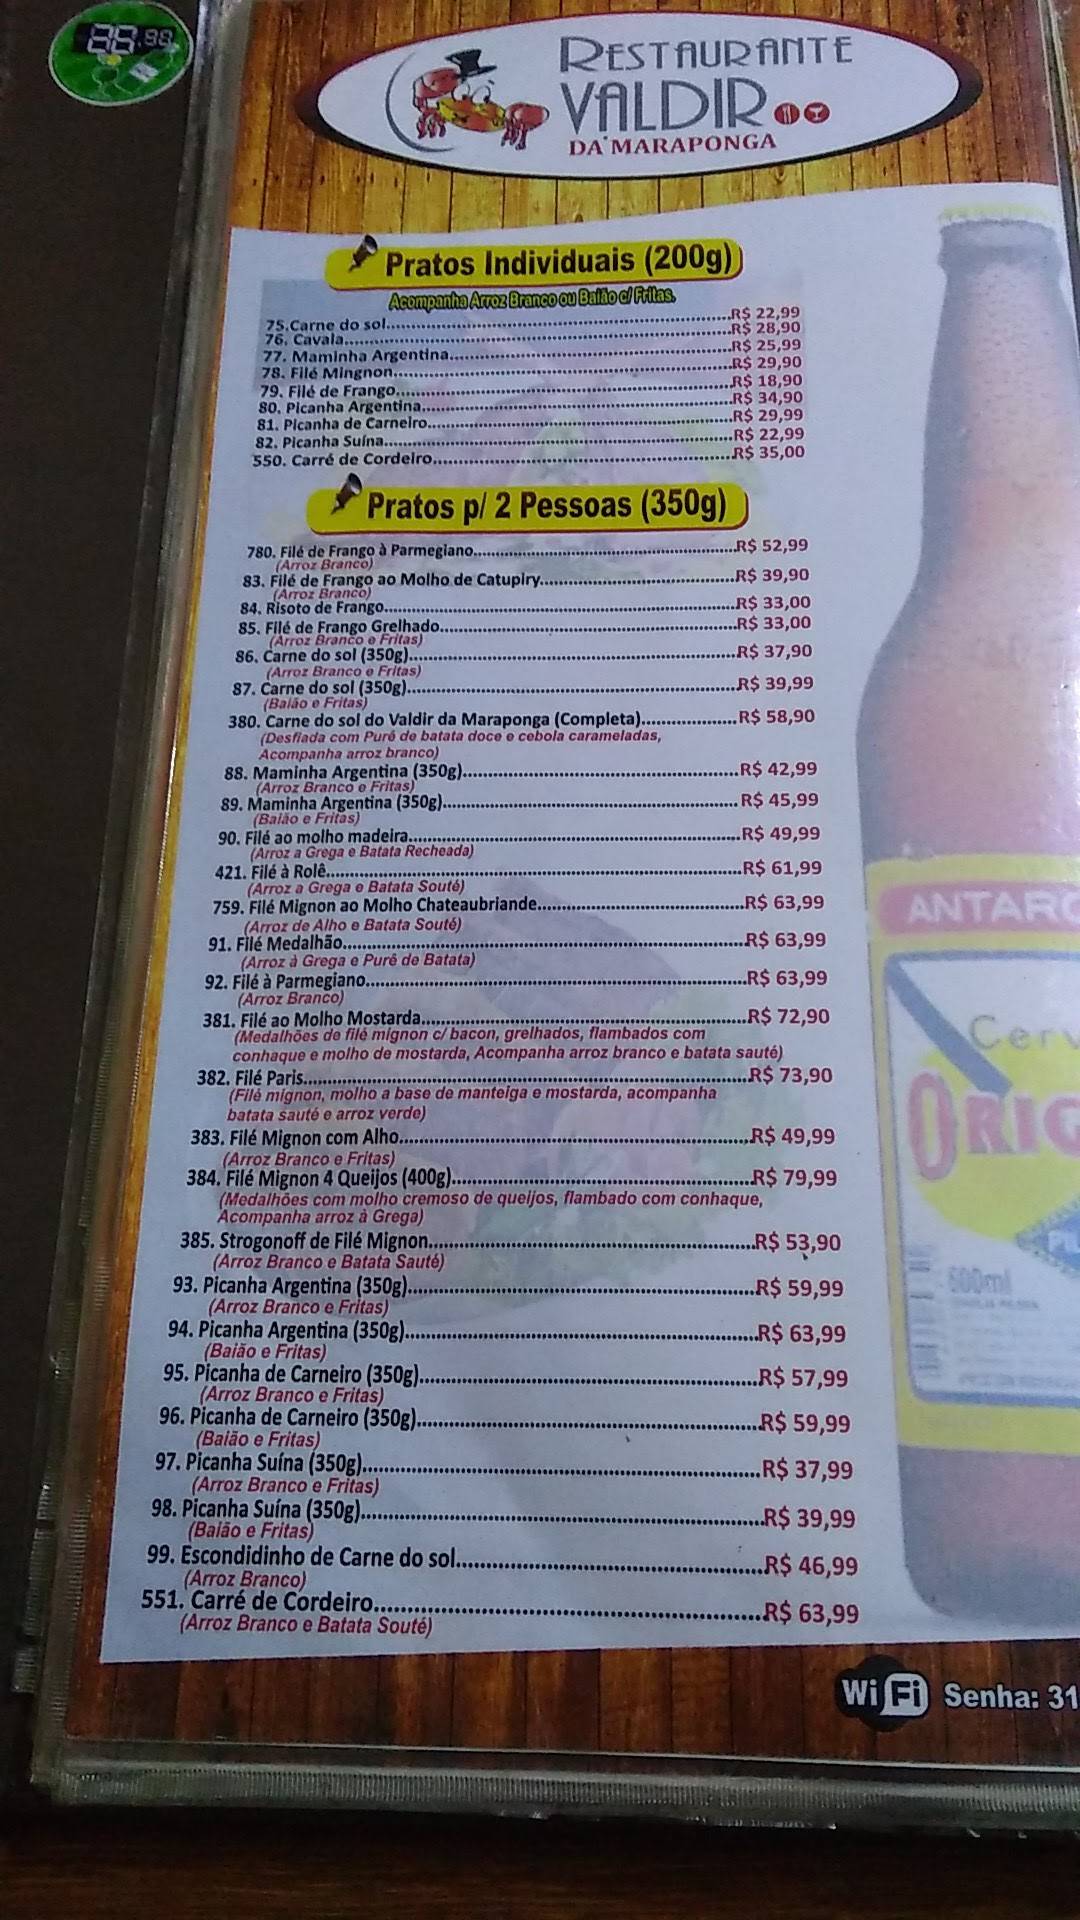 88.88
RESTAURANTE
VALDIR
DA MARAPONGA
Pratos Individuais (200g)
Acompanha Arroz Branco ou Baião c/ Fritas.
75.Carne do sol R$ 22,99
76. Cavala R$ 28,90
77. Maminha Argentina R$ 25,99
78. Filé Mingnon R$ 29,90
79. Filé de Frango R$ 18,90
80. Picanha Argentina R$ 34,90
81. Picanha de Carneiro R$ 29,99
82. Picanha Suína R$ 22,99
550. Carré de Cordeiro R$ 35,00
Pratos p/ 2 Pessoas (350g)
780. Filé de Frango à Parmegiano R$ 52,99
(Arroz Branco)
83. Filé de Frango ao Molho de Catupiry R$ 39,90
(Arroz Branco)
84. Risoto de Frango R$ 33,00
85. Filé de Frango Grelhado R$ 33,00
(Arroz Branco e Fritas)
86. Carne do sol (350g) R$ 37,90
(Arroz Branco e Fritas)
87. Carne do sol (350g) R$ 39,99
(Baião e Fritas)
380. Carne do sol do Valdir da Maraponga (Completa) R$ 58,90
(Desfiada com Purê de batata doce e cebola carameladas,
Acompanha arroz branco)
88. Maminha Argentina (350g) R$ 42,99
(Arroz Branco e Fritas)
89. Maminha Argentina (350g) R$ 45,99
(Baião e Fritas)
90. Filé ao molho madeira R$ 49,99
(Arroz a Grega e Batata Recheada)
421. Filé à Rolê R$ 61,99
(Arroz a Grega e Batata Souté)
759. Filé Mignon ao Molho Chateaubriande R$ 63,99
(Arroz de Alho e Batata Souté)
91. Filé Medalhão R$ 63,99
(Arroz à Grega e Purê de Batata)
92. Filé à Parmegiano R$ 63,99
(Arroz Branco)
381. Filé ao Molho Mostarda R$ 72,90
(Medalhões de filé mignon c/ bacon, grelhados, flambados com
conhaque e molho de mostarda, Acompanha arroz branco e batata sauté)
382. Filé Paris R$ 73,90
(Filé mignon, molho a base de manteiga e mostarda, acompanha
batata sauté e arroz verde)
383. Filé Mignon com Alho R$ 49,99
(Arroz Branco e Fritas)
384. Filé Mignon 4 Queijos (400g) R$ 79,99
(Medalhões com molho cremoso de queijos, flambado com conhaque,
Acompanha arroz à Grega)
385. Strogonoff de Filé Mignon R$ 53,90
(Arroz Branco e Batata Sauté)
93. Picanha Argentina (350g) R$ 59,99
(Arroz Branco e Fritas)
94. Picanha Argentina (350g) R$ 63,99
(Baião e Fritas)
95. Picanha de Carneiro (350g) R$ 57,99
(Arroz Branco e Fritas)
96. Picanha de Carneiro (350g) R$ 59,99
(Baião e Fritas)
97. Picanha Suína (350g) R$ 37,99
(Arroz Branco e Fritas)
98. Picanha Suína (350g) R$ 39,99
(Baião e Fritas)
99. Escondidinho de Carne do sol R$ 46,99
(Arroz Branco)
551. Carré de Cordeiro R$ 63,99
(Arroz Branco e Batata Souté)
ANTARC
Cerv
ORIG
PIL
600ml
WiFi Senha: 31